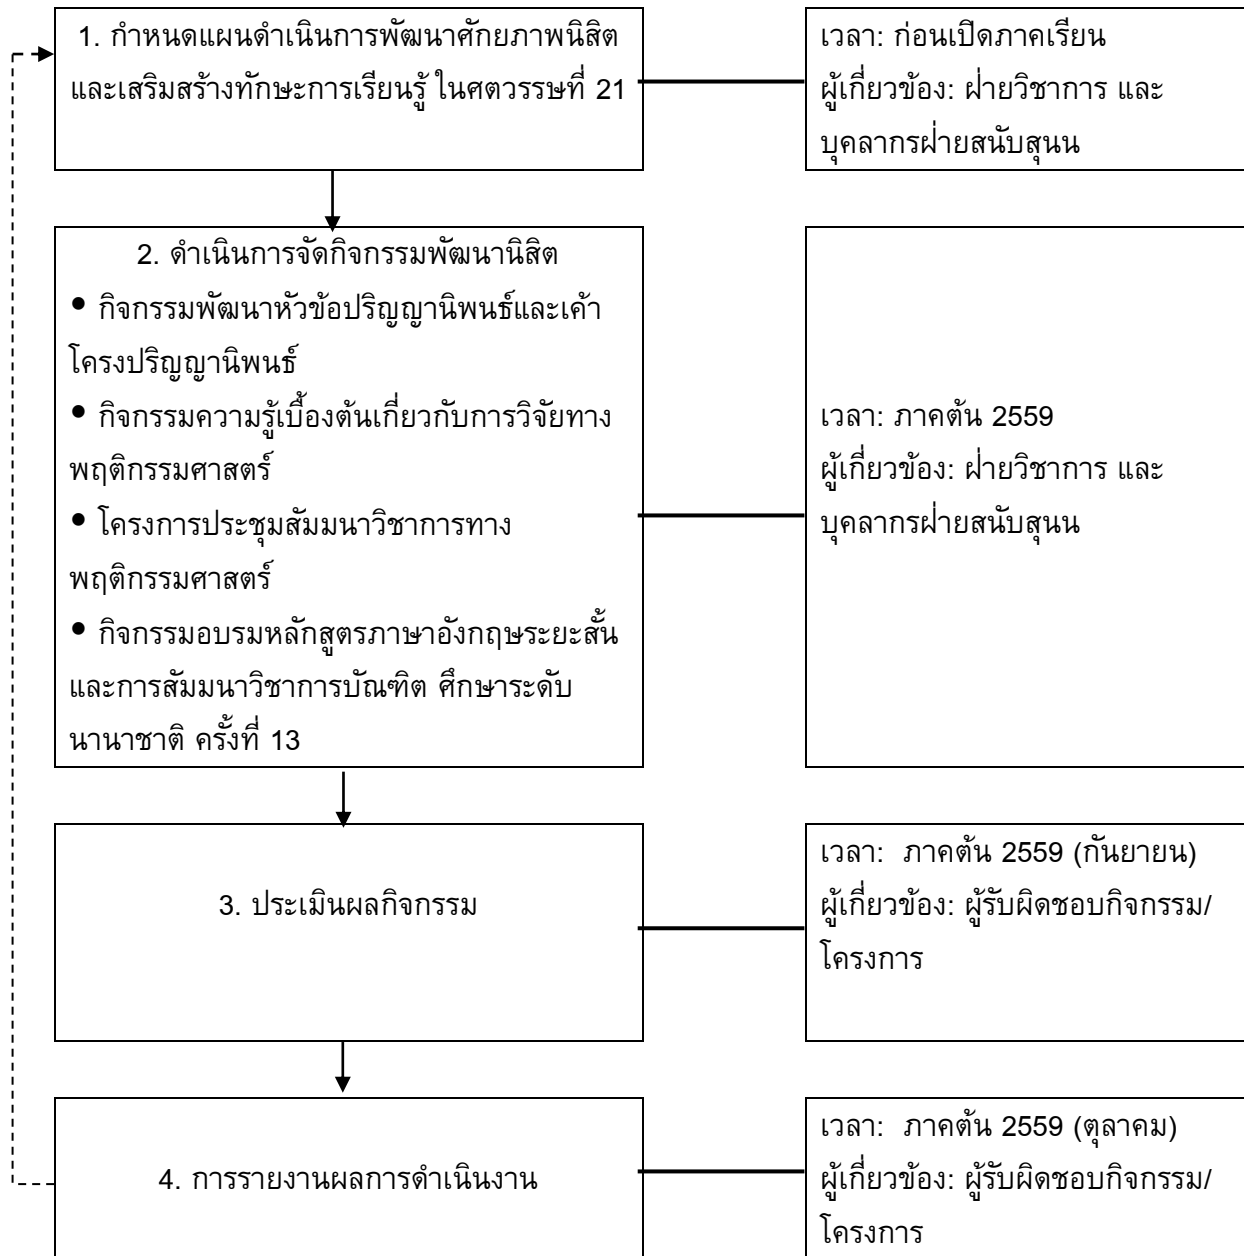 1. กำหนดแผนดำเนินการพัฒนาศักยภาพนิสิต
และเสริมสร้างทักษะการเรียนรู้ ในศตวรรษที่ 21
เวลา: ก่อนเปิดภาคเรียน
ผู้เกี่ยวข้อง: ฝ่ายวิชาการ และ
บุคลากรฝ่ายสนับสุนน
2. ดำเนินการจัดกิจกรรมพัฒนานิสิต
• กิจกรรมพัฒนาหัวข้อปริญญานิพนธ์และเค้า
โครงปริญญานิพนธ์
• กิจกรรมความรู้เบื้องต้นเกี่ยวกับการวิจัยทาง
พฤติกรรมศาสตร์
• โครงการประชุมสัมมนาวิชาการทาง
พฤติกรรมศาสตร์
• กิจกรรมอบรมหลักสูตรภาษาอังกฤษระยะสั้น
และการสัมมนาวิชาการบัณฑิต ศึกษาระดับ
นานาชาติ ครั้งที่ 13
เวลา: ภาคต้น 2559
ผู้เกี่ยวข้อง: ฝ่ายวิชาการ และ
บุคลากรฝ่ายสนับสุนน
3. ประเมินผลกิจกรรม
เวลา: ภาคต้น 2559 (กันยายน)
ผู้เกี่ยวข้อง: ผู้รับผิดชอบกิจกรรม/
โครงการ
4. การรายงานผลการดำเนินงาน
เวลา: ภาคต้น 2559 (ตุลาคม)
ผู้เกี่ยวข้อง: ผู้รับผิดชอบกิจกรรม/
โครงการ